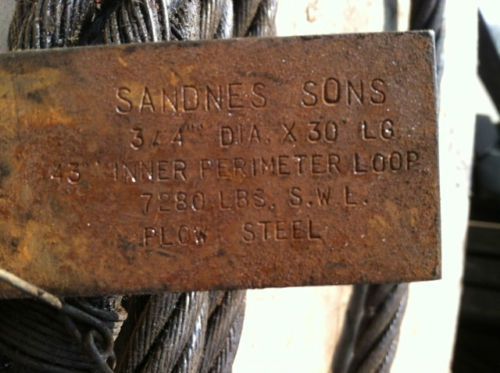 SANDNES SONS
3/4" DIA. X 30' LG
43" INNER PERIMETER LOOP
7280 LBS. S.W.L.
PLOW STEEL